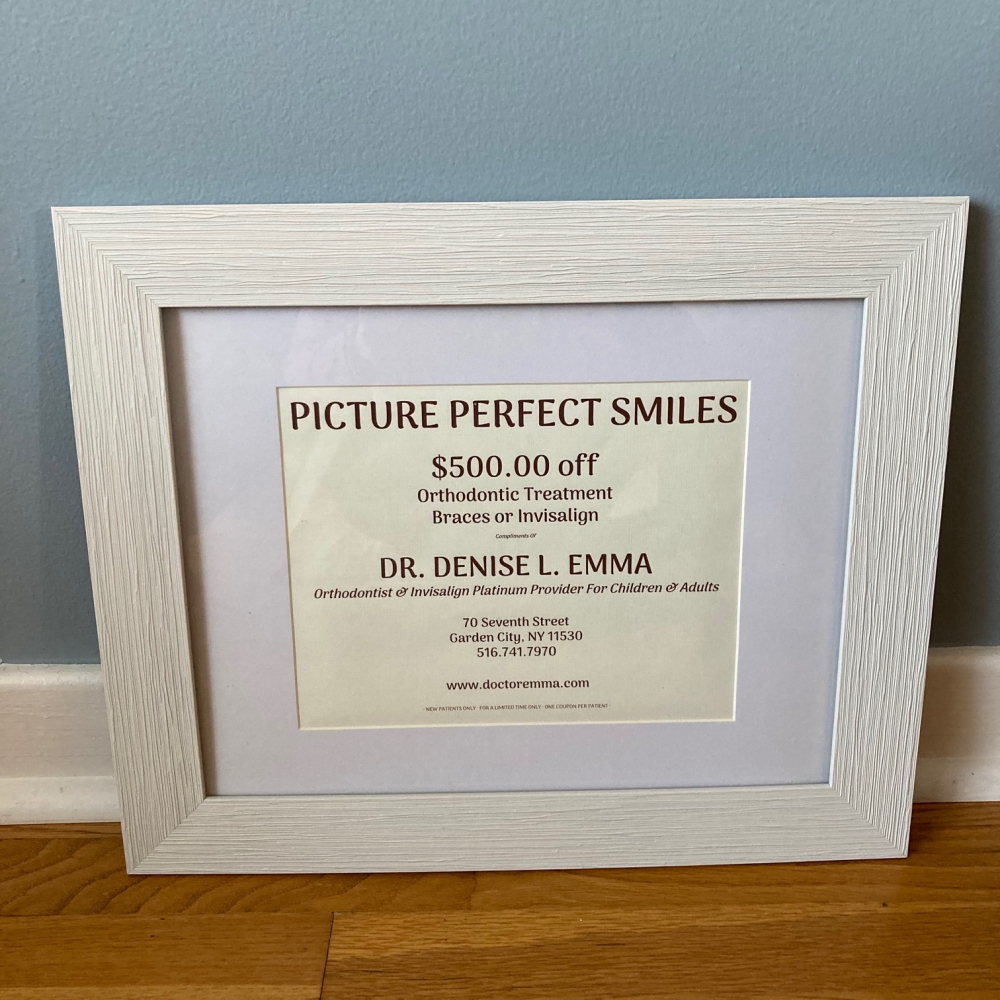 PICTURE PERFECT SMILES
$500.00 off
Orthodontic Treatment
Braces or Invisalign
Compliments Of
DR. DENISE L. EMMA
Orthodontist & Invisalign Platinum Provider For Children & Adults
70 Seventh Street
Garden City, NY 11530
516.741.7970
www.doctoremma.com
· NEW PATIENTS ONLY · FOR A LIMITED TIME ONLY · ONE COUPON PER PATIENT ·